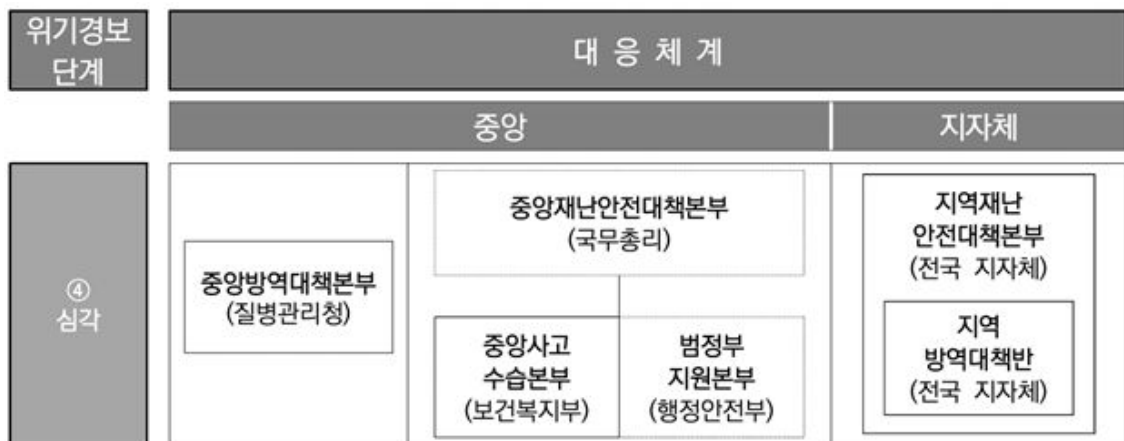 위기경보
단계
대 응 체 계
중앙
지자체
④
심각
중앙방역대책본부
(질병관리청)
중앙재난안전대책본부
(국무총리)
중앙사고
수습본부
(보건복지부)
범정부
지원본부
(행정안전부)
지역재난
안전대책본부
(전국 지자체)
지역
방역대책반
(전국 지자체)